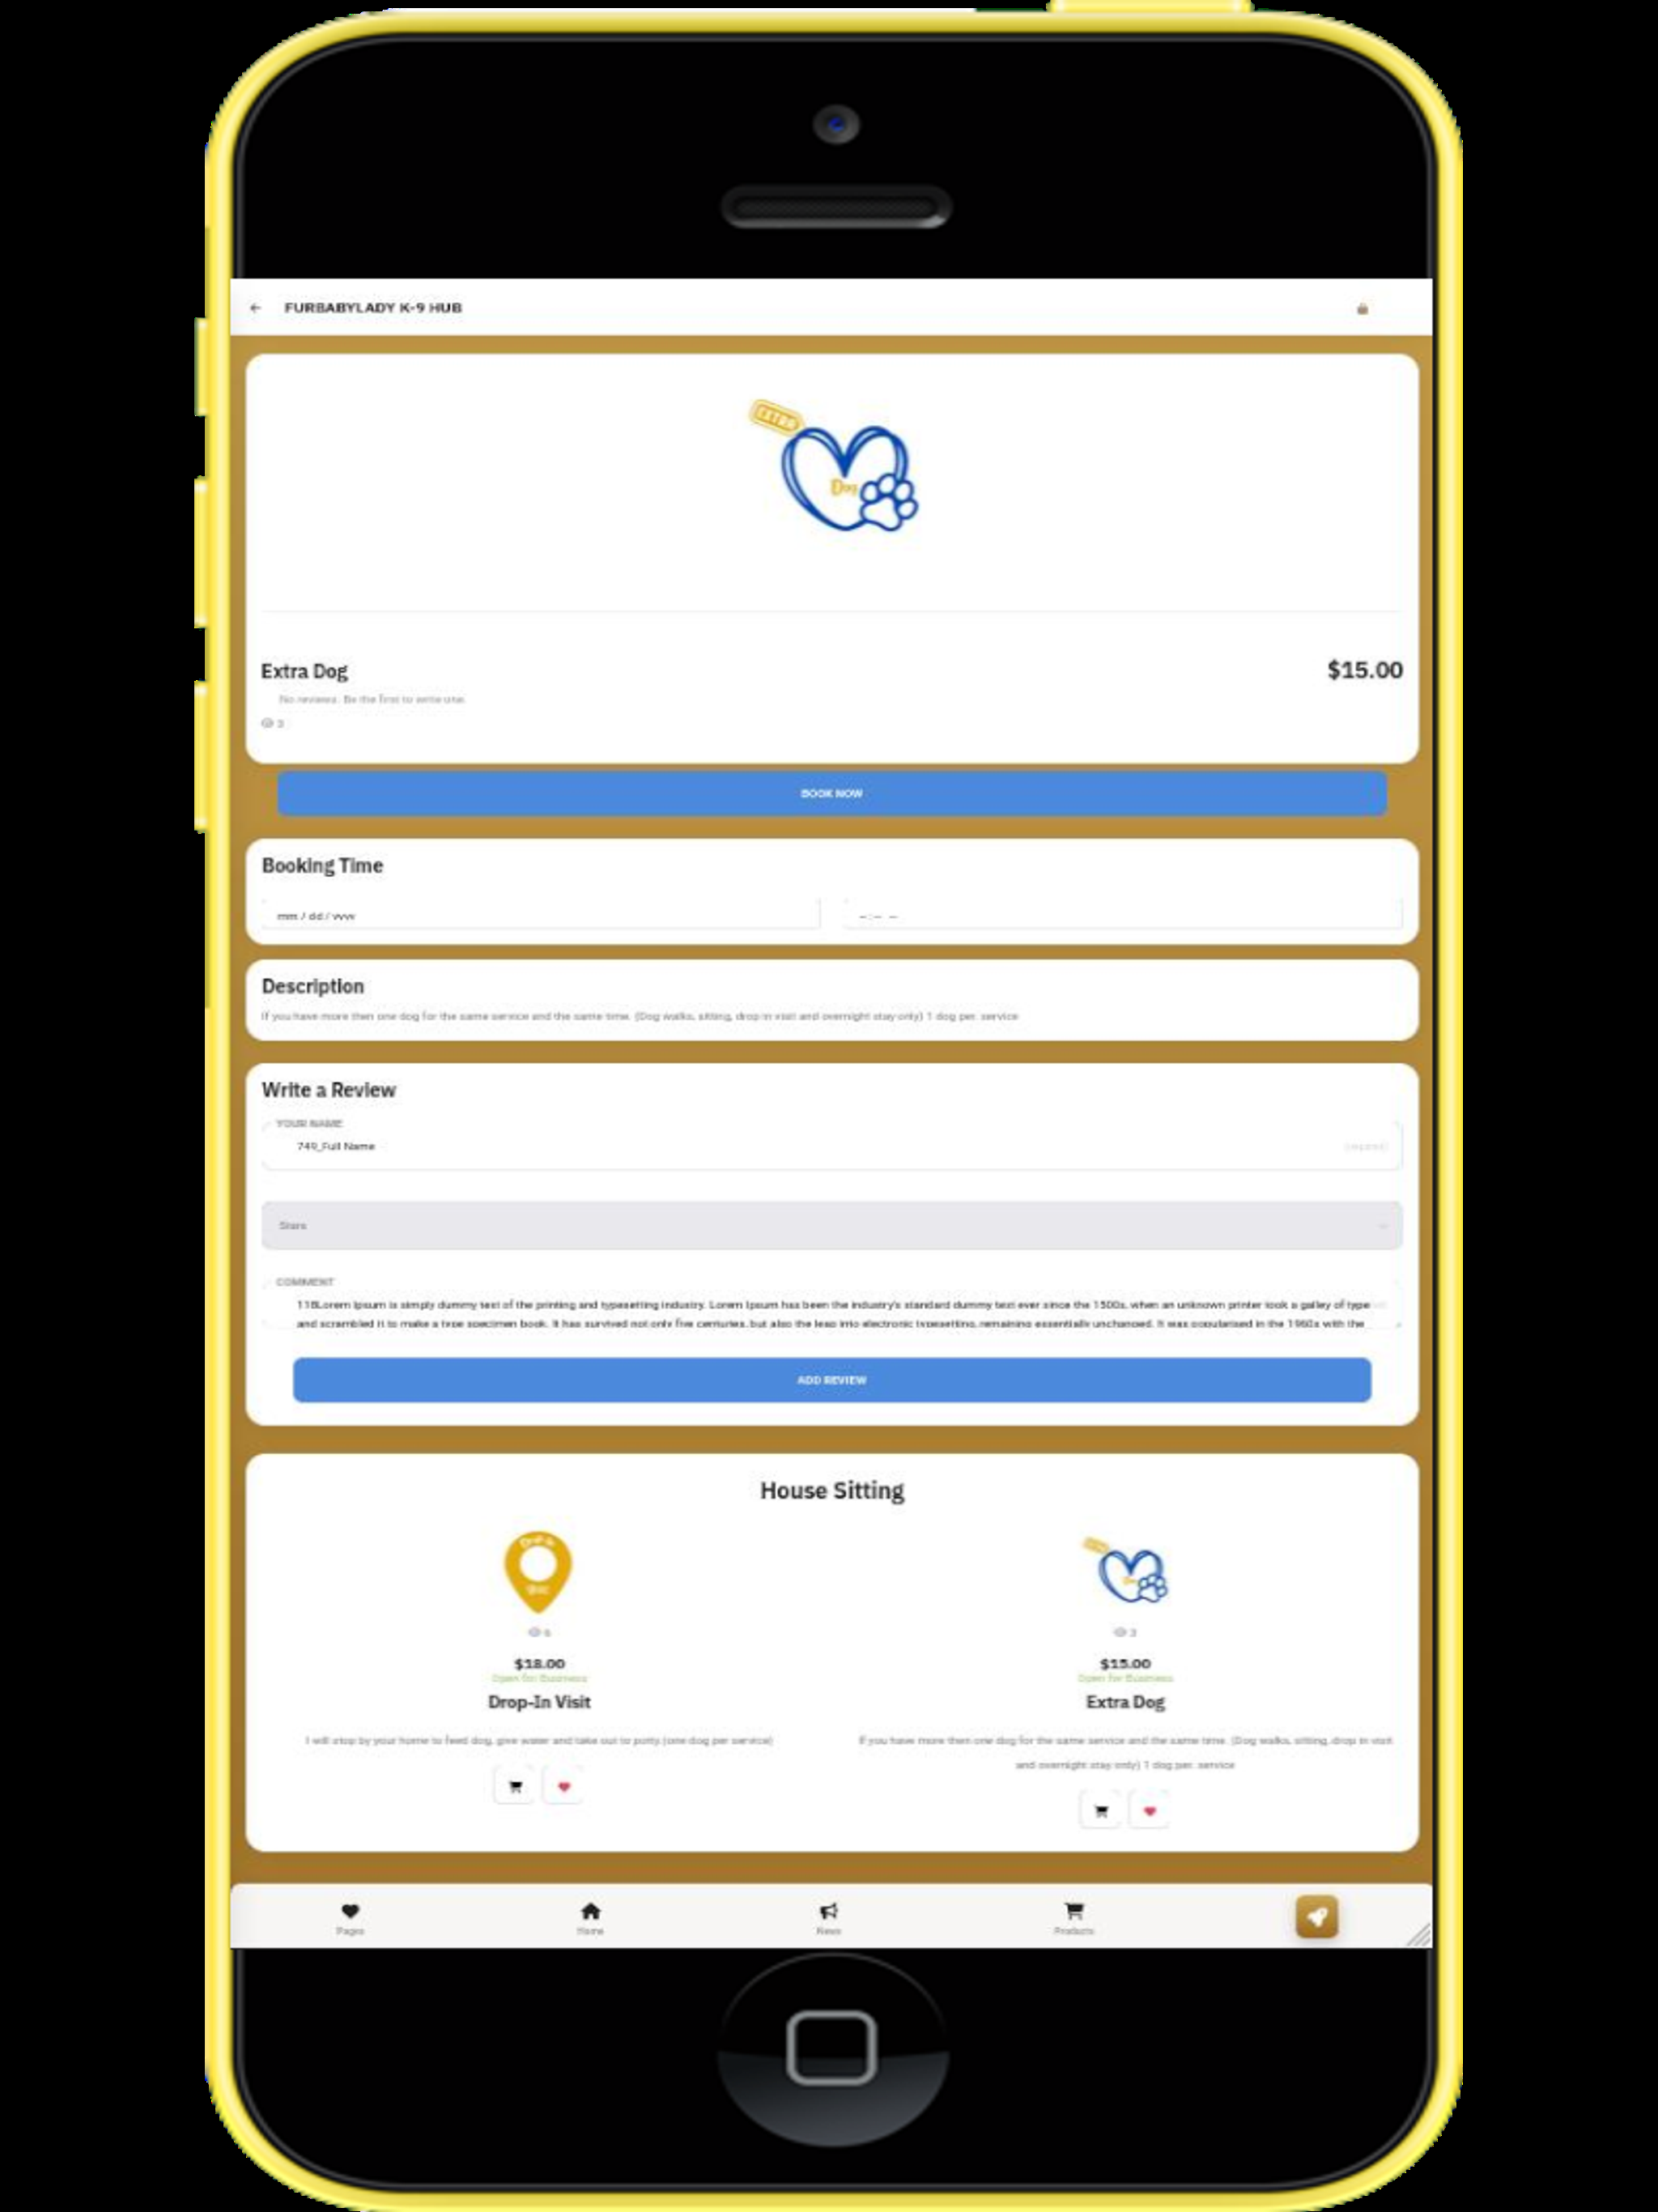 FURBABYLADY K-9 HUB
EXTRA
Dog
Extra Dog
$15.00
No reviews. Be the first to write one.
3
BOOK NOW
Booking Time
mm / dd / yyyy
--:-- --
Description
If you have more then one dog for the same service and the same time. (Dog walks, sitting, drop in visit and overnight stay only) 1 dog per. service
Write a Review
YOUR NAME
749_Full Name
(required)
Stars
COMMENT
118Lorem Ipsum is simply dummy text of the printing and typesetting industry. Lorem Ipsum has been the industry's standard dummy text ever since the 1500s, when an unknown printer took a galley of type
and scrambled it to make a type specimen book. It has survived not only five centuries, but also the leap into electronic typesetting, remaining essentially unchanged. It was popularised in the 1960s with the
ADD REVIEW
House Sitting
Drop-In
Visit
6
3
$18.00
$15.00
Open for Business
Open for Business
Drop-In Visit
Extra Dog
I will stop by your home to feed dog, give water and take out to potty. (one dog per service)
If you have more then one dog for the same service and the same time. (Dog walks, sitting, drop in visit
and overnight stay only) 1 dog per. service
Pages
Home
News
Products